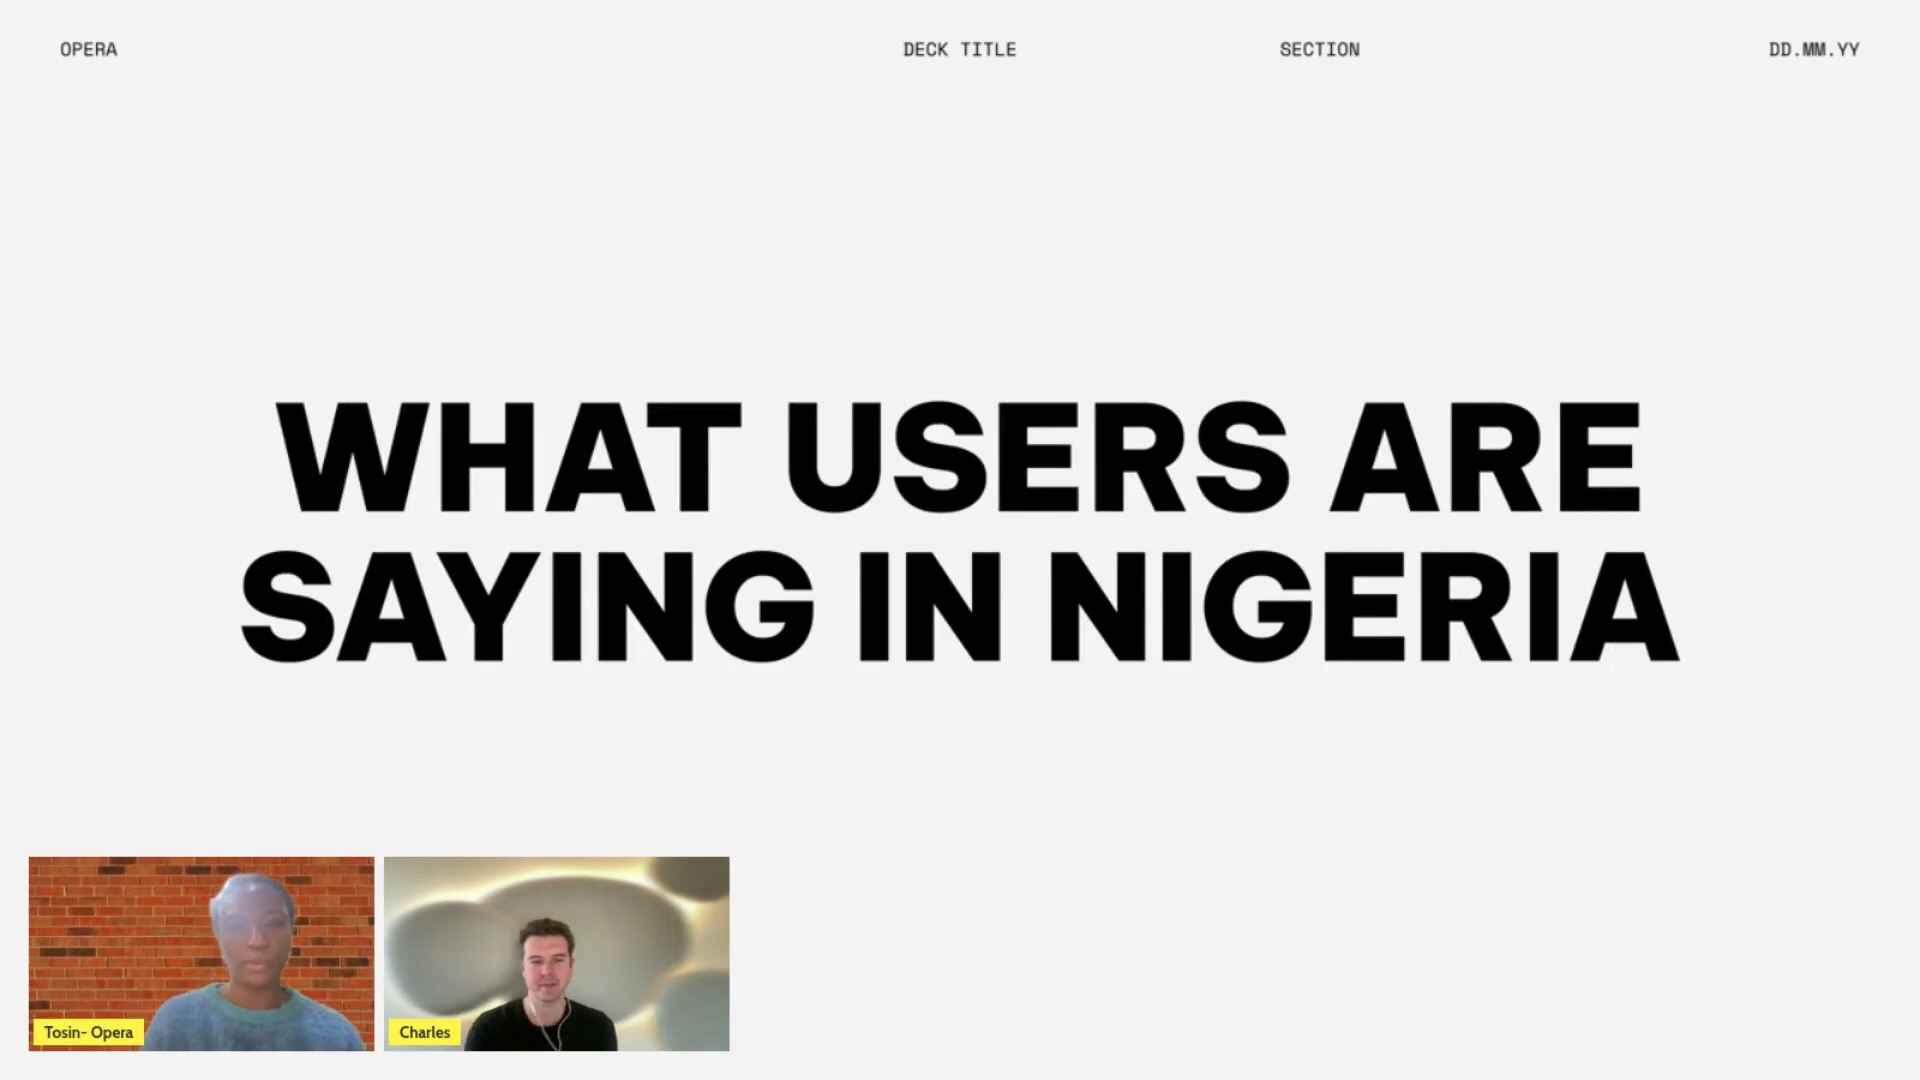 OPERA
DECK TITLE
SECTION
DD.MM.YY
WHAT USERS ARE
SAYING IN NIGERIA
Tosin- Opera
Charles